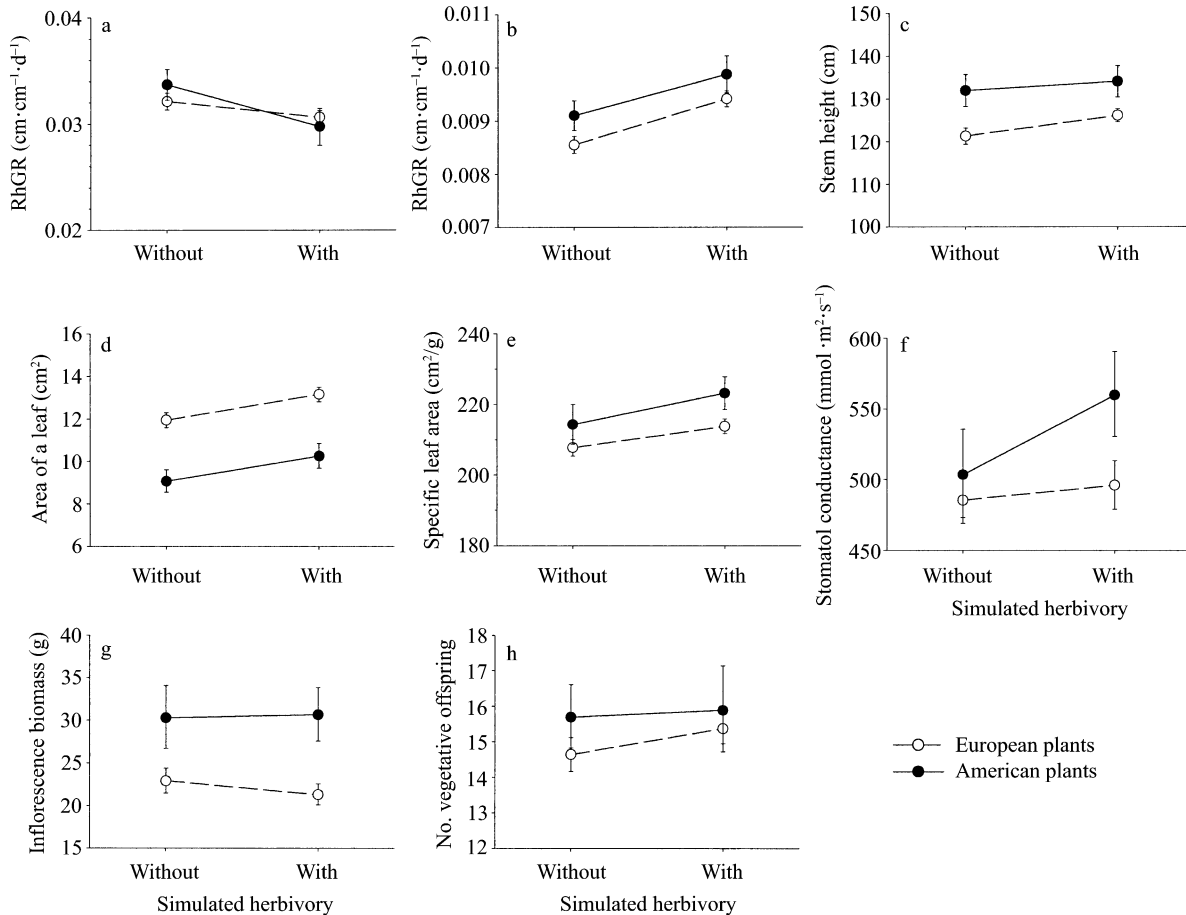 a
RhGR (cm·cm⁻¹·d⁻¹)
0.04
0.03
0.02
Without With
b
RhGR (cm·cm⁻¹·d⁻¹)
0.011
0.010
0.009
0.008
0.007
Without With
c
Stem height (cm)
150
140
130
120
110
100
Without With
d
Area of a leaf (cm²)
16
14
12
10
8
6
Without With
e
Specific leaf area (cm²/g)
240
220
200
180
Without With
f
Stomatol conductance (mmol ·m²·s⁻¹)
600
550
500
450
Without With
Simulated herbivory
g
Inflorescence biomass (g)
40
35
30
25
20
15
Without With
Simulated herbivory
h
No. vegetative offspring
18
17
16
15
14
13
12
Without With
Simulated herbivory
European plants
American plants